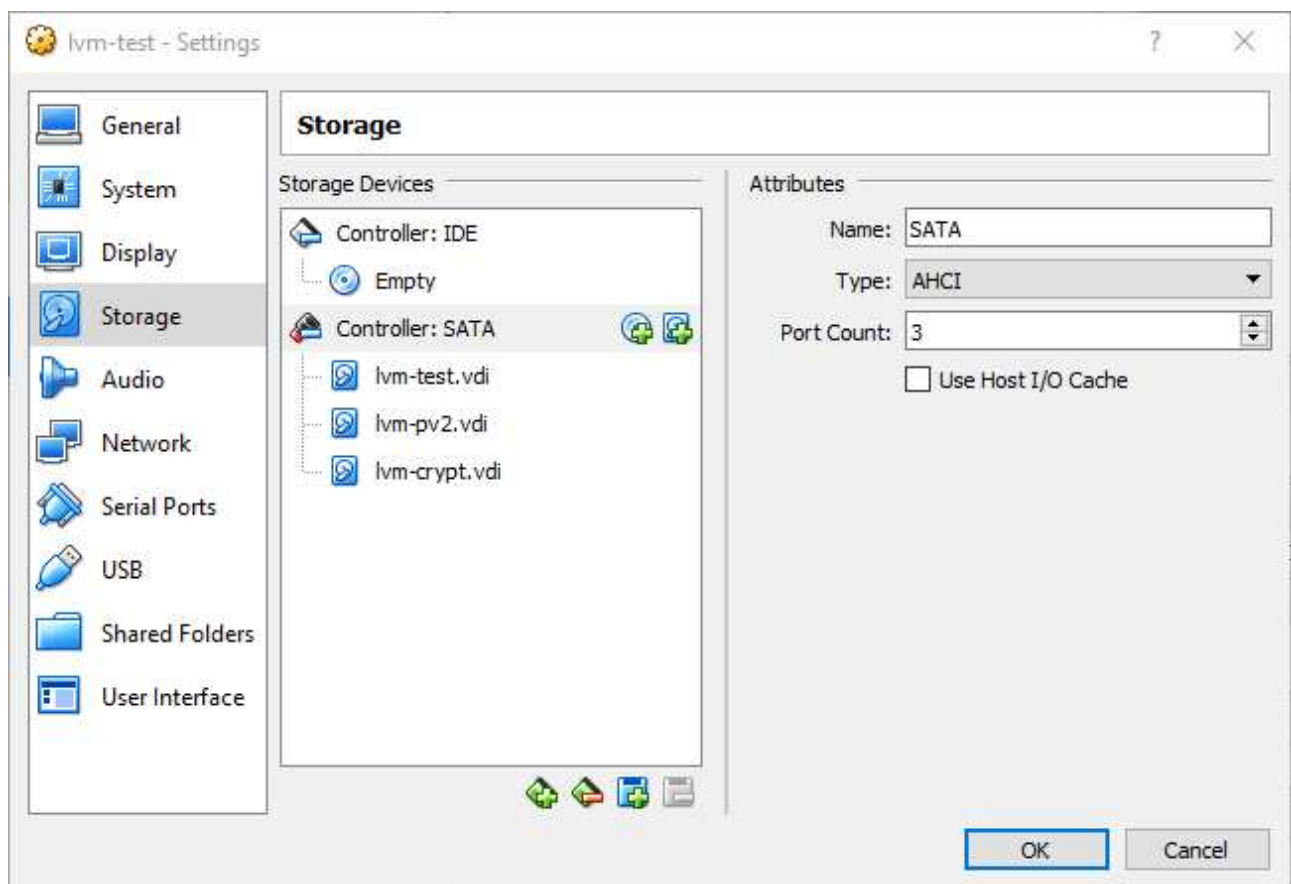 lvm-test - Settings
?
General
System
Display
Storage
Audio
Network
Serial Ports
USB
Shared Folders
User Interface
Storage
Storage Devices
Controller: IDE
Empty
Controller: SATA
lvm-test.vdi
lvm-pv2.vdi
lvm-crypt.vdi
Attributes
Name: SATA
Type: AHCI
Port Count: 3
Use Host I/O Cache
OK
Cancel